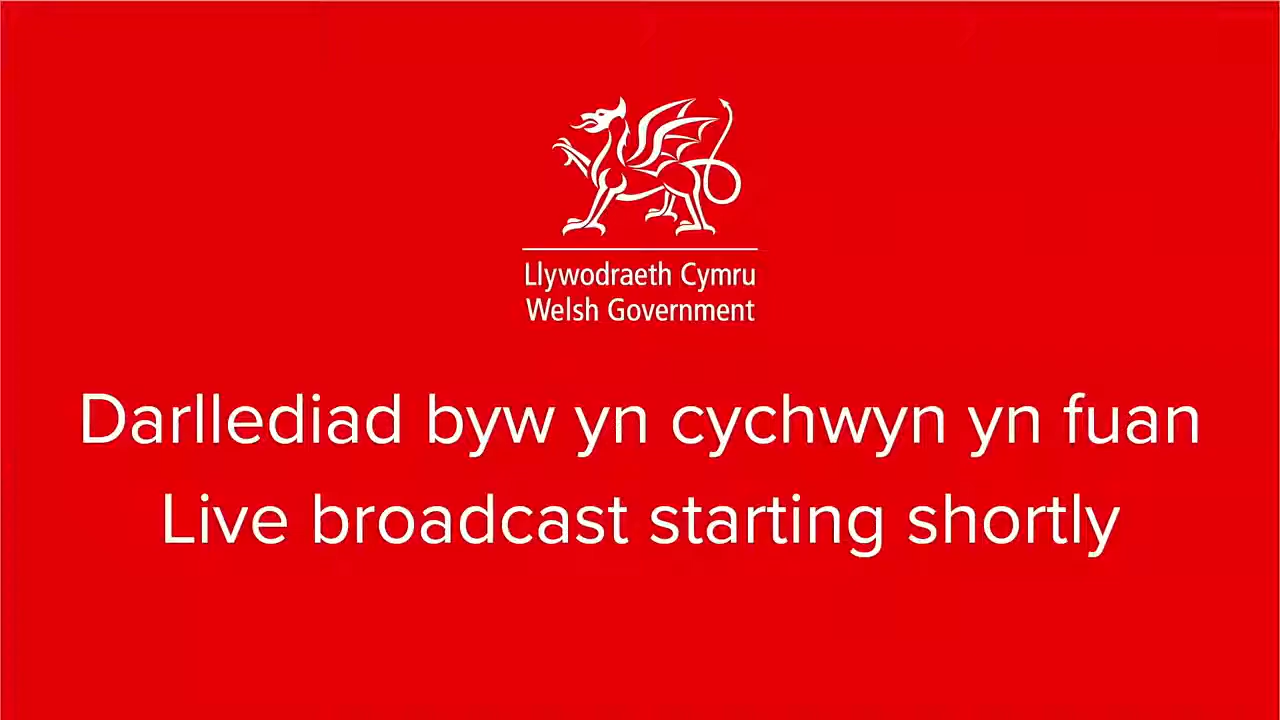 Llywodraeth Cymru
Welsh Government
Darllediad byw yn cychwyn yn fuan
Live broadcast starting shortly